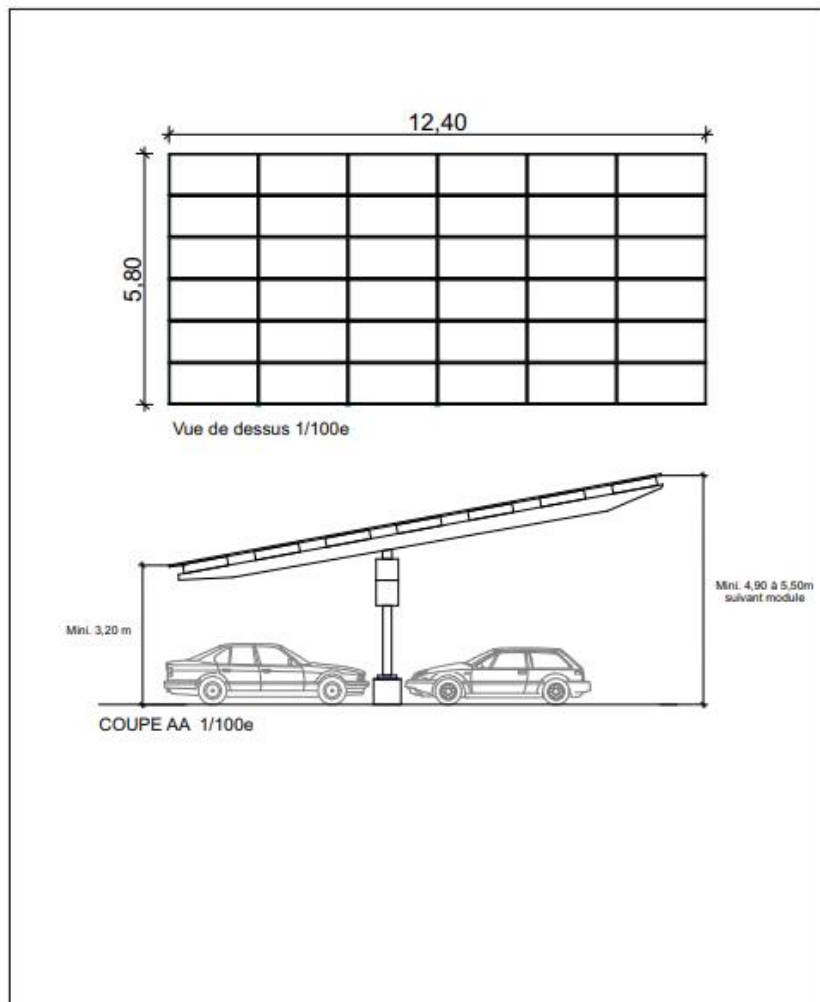 12,40
5,80
Vue de dessus 1/100e
Mini. 4,90 à 5,50m
suivant module
Mini. 3,20 m
COUPE AA 1/100e